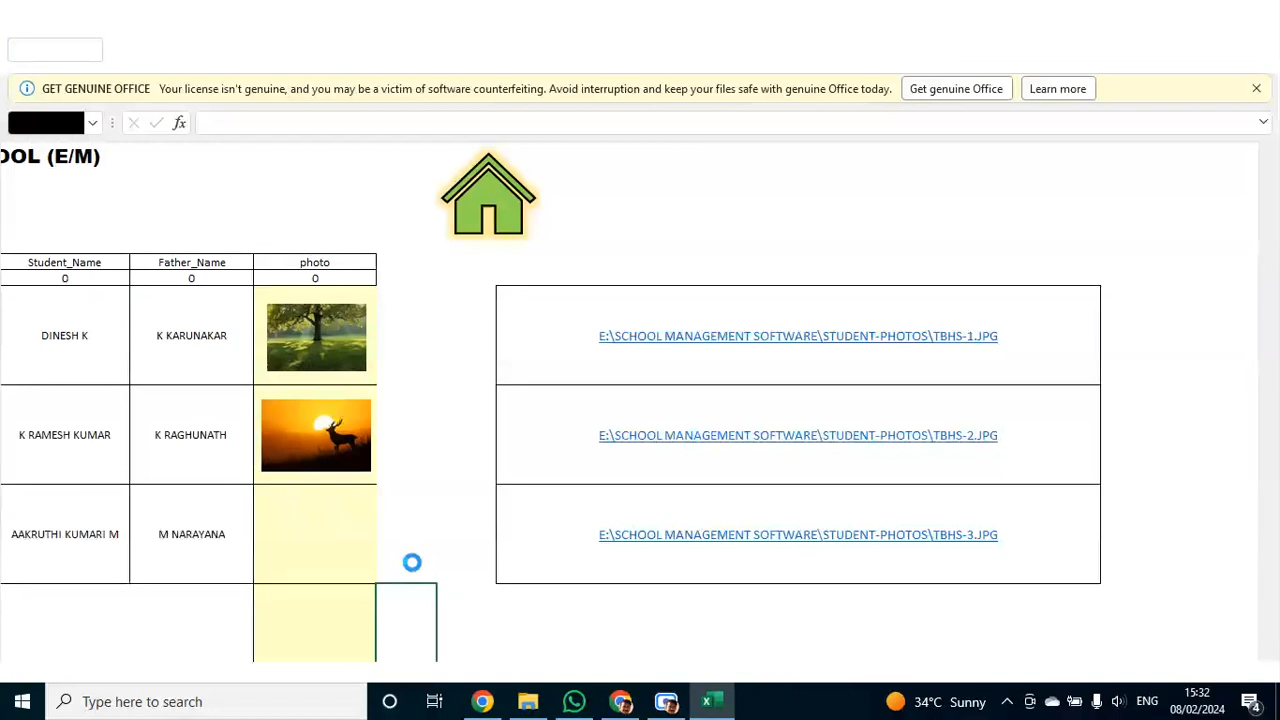 GET GENUINE OFFICE Your license isn't genuine, and you may be a victim of software counterfeiting. Avoid interruption and keep your files safe with genuine Office today. Get genuine Office Learn more
fx
OOL (E/M)
Student_Name Father_Name photo
0 0 0
DINESH K K KARUNAKAR E:\SCHOOL MANAGEMENT SOFTWARE\STUDENT-PHOTOS\TBHS-1.JPG
K RAMESH KUMAR K RAGHUNATH E:\SCHOOL MANAGEMENT SOFTWARE\STUDENT-PHOTOS\TBHS-2.JPG
AAKRUTHI KUMARI M M NARAYANA E:\SCHOOL MANAGEMENT SOFTWARE\STUDENT-PHOTOS\TBHS-3.JPG
Type here to search 34°C Sunny ENG 15:32
08/02/2024 4